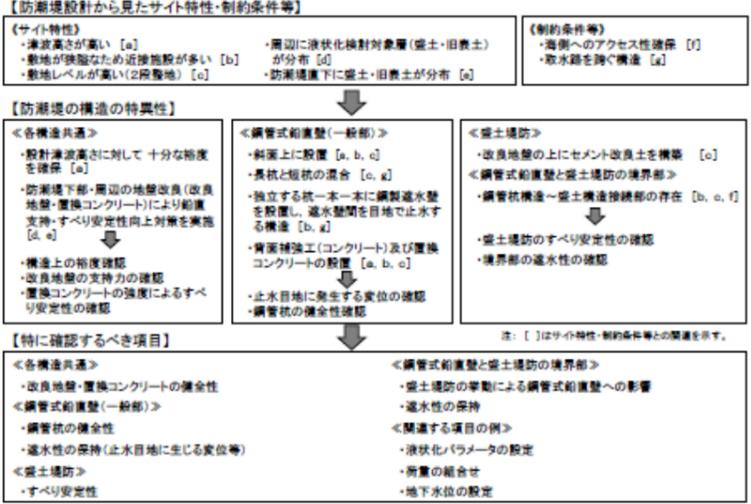 【防潮堤設計から見たサイト特性・制約条件等】
≪サイト特性≫
・津波高さが高い [a]
・敷地が狭隘なため近接施設が多い [b]
・敷地レベルが高い(2段整地) [c]
・周辺に液状化検討対象層(盛土・旧表土)
が分布 [d]
・防潮堤直下に盛土・旧表土が分布 [e]
≪制約条件等≫
・海側へのアクセス性確保 [f]
・取水路を跨ぐ構造 [g]
【防潮堤の構造の特異性】
≪各構造共通≫
・設計津波高さに対して 十分な裕度
を確保 [a]
・防潮堤下部・周辺の地盤改良(改良
地盤・置換コンクリート)により鉛直
支持・すべり安定性向上対策を実施
[d, e]
・構造上の裕度確認
・改良地盤の支持力の確認
・置換コンクリートの強度によるすべ
り安定性の確認
≪鋼管式鉛直壁(一般部)≫
・斜面上に設置 [a, b, c]
・長杭と短杭の混合 [c, g]
・独立する杭一本一本に鋼製遮水壁
を設置し、遮水壁間を目地で止水す
る構造 [b, g]
・背面補強工(コンクリート)及び置換
コンクリートの設置 [a, b, c]
・止水目地に発生する変位の確認
・鋼管杭の健全性確認
≪盛土堤防≫
・改良地盤の上にセメント改良土を構築 [c]
≪鋼管式鉛直壁と盛土堤防の境界部≫
・鋼管杭構造～盛土構造接続部の存在 [b, c, f]
・盛土堤防のすべり安定性の確認
・境界部の遮水性の確認
【特に確認するべき項目】
注: [ ]はサイト特性・制約条件等との関連を示す。
≪各構造共通≫
・改良地盤・置換コンクリートの健全性
≪鋼管式鉛直壁(一般部)≫
・鋼管杭の健全性
・遮水性の保持(止水目地に生じる変位等)
≪盛土堤防≫
・すべり安定性
≪鋼管式鉛直壁と盛土堤防の境界部≫
・盛土堤防の挙動による鋼管式鉛直壁への影響
・遮水性の保持
≪関連する項目の例≫
・液状化パラメータの設定
・荷重の組合せ
・地下水位の設定